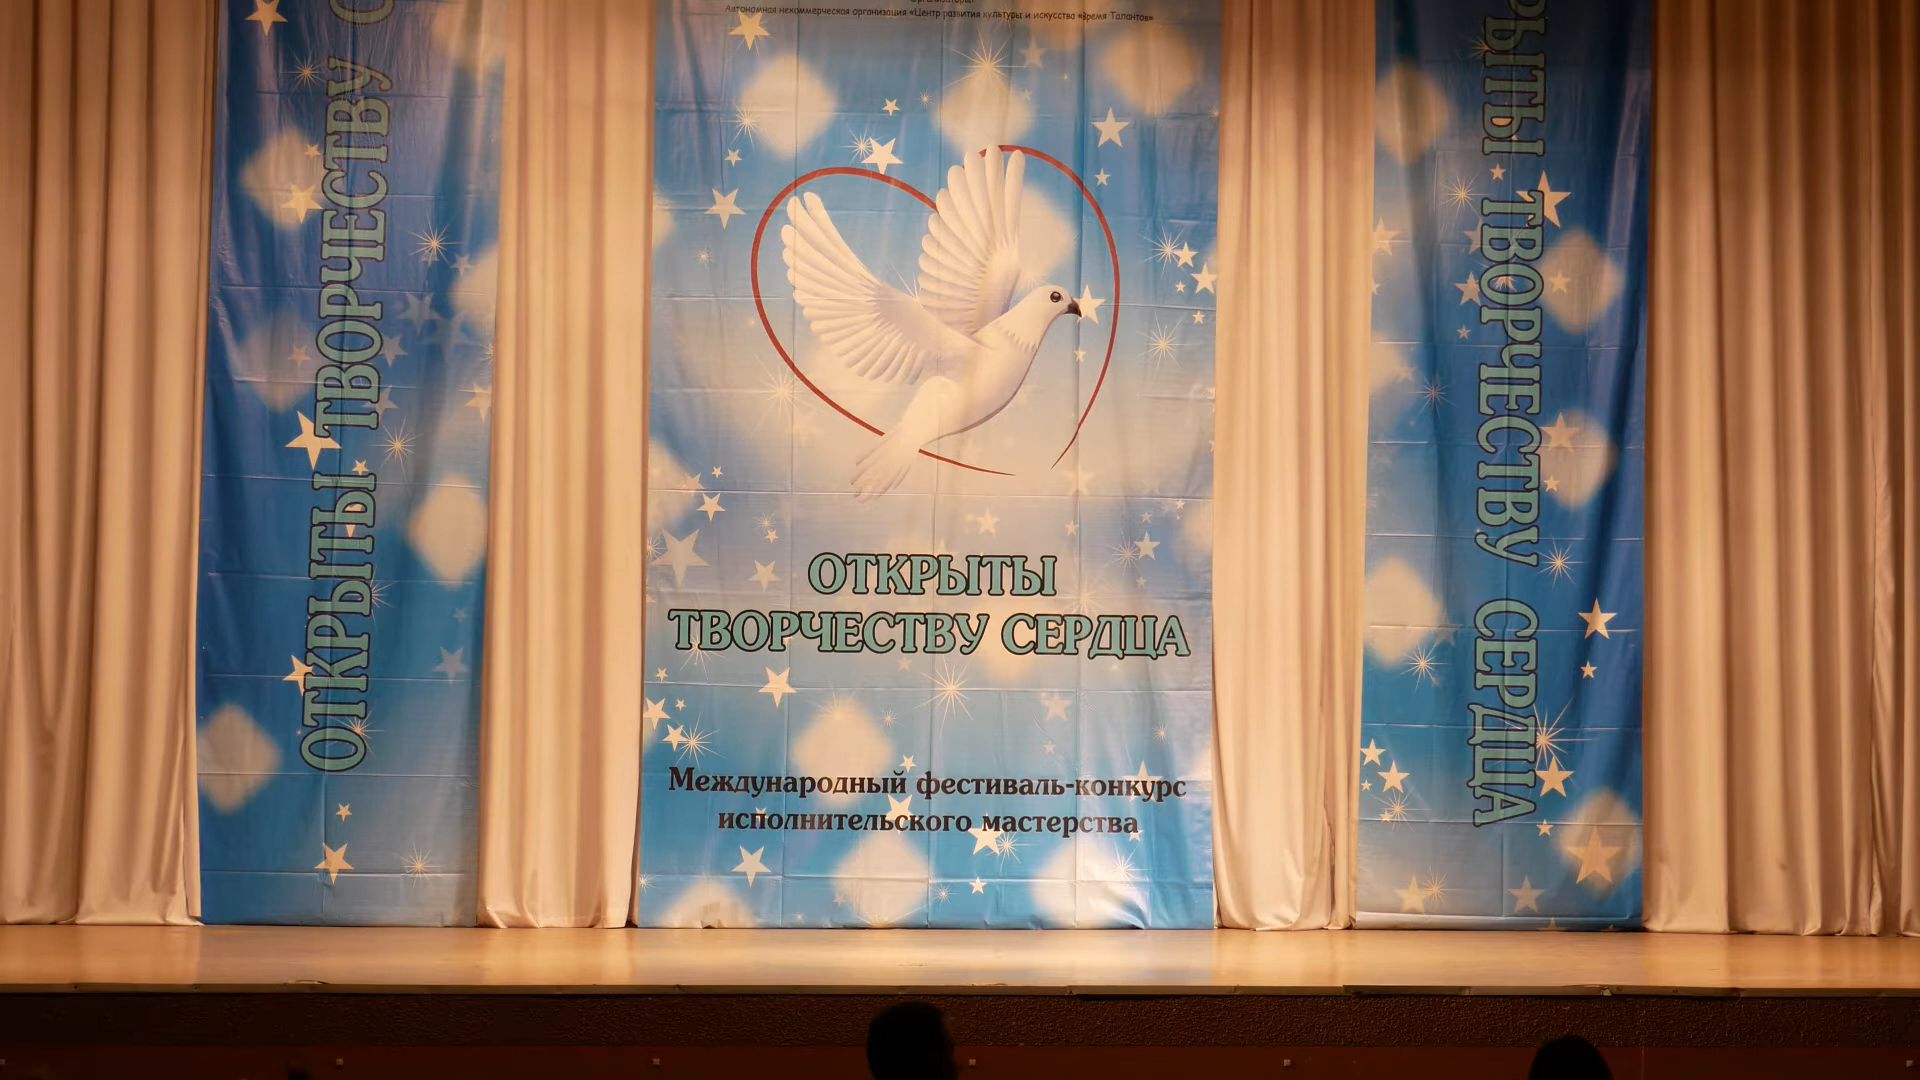 Автономная некоммерческая организация «Центр развития культуры и искусства «Время Талантов»
ОТКРЫТЫ ТВОРЧЕСТВУ
ОТКРЫТЫ
ТВОРЧЕСТВУ СЕРДЦА
Международный фестиваль-конкурс
исполнительского мастерства
ТВОРЧЕСТВУ СЕРДЦА